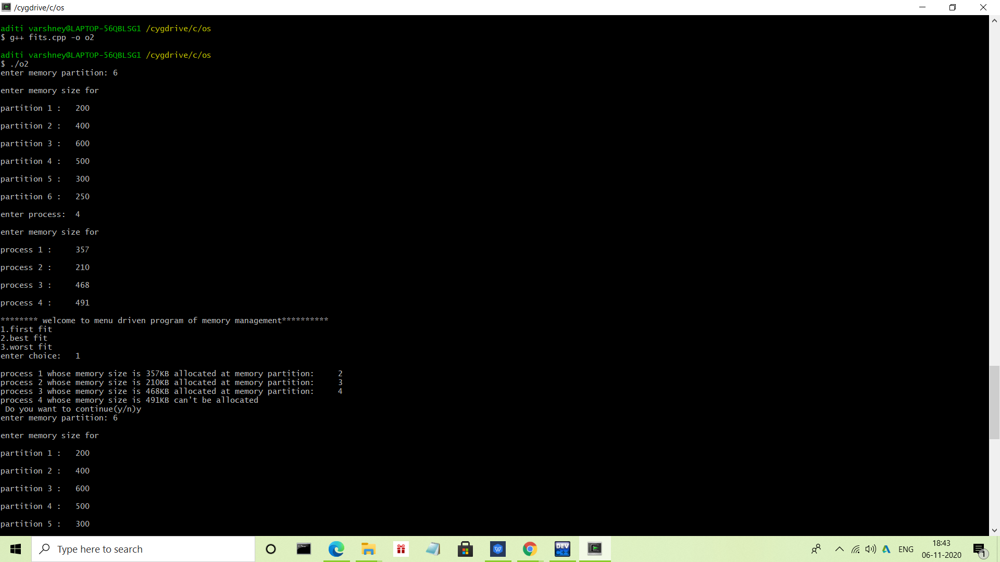 /cygdrive/c/os
aditi varshney@LAPTOP-56QBLSG1 /cygdrive/c/os
$ g++ fits.cpp -o o2
aditi varshney@LAPTOP-56QBLSG1 /cygdrive/c/os
$ ./o2
enter memory partition: 6
enter memory size for
partition 1 : 200
partition 2 : 400
partition 3 : 600
partition 4 : 500
partition 5 : 300
partition 6 : 250
enter process: 4
enter memory size for
process 1 : 357
process 2 : 210
process 3 : 468
process 4 : 491
******** welcome to menu driven program of memory management**********
1.first fit
2.best fit
3.worst fit
enter choice: 1
process 1 whose memory size is 357KB allocated at memory partition: 2
process 2 whose memory size is 210KB allocated at memory partition: 3
process 3 whose memory size is 468KB allocated at memory partition: 4
process 4 whose memory size is 491KB can't be allocated
Do you want to continue(y/n)y
enter memory partition: 6
enter memory size for
partition 1 : 200
partition 2 : 400
partition 3 : 600
partition 4 : 500
partition 5 : 300
Type here to search
DEV
C++
ENG
18:43
06-11-2020
1